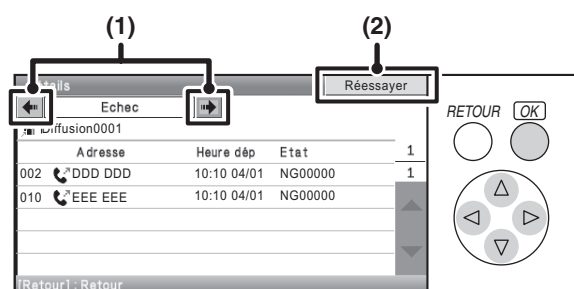 (1) (2)
Détails Réessayer
Echec
Diffusion0001
Adresse Heure dép Etat 1
002 DDD DDD 10:10 04/01 NG00000 1
010 EEE EEE 10:10 04/01 NG00000
[Retour] : Retour
RETOUR OK